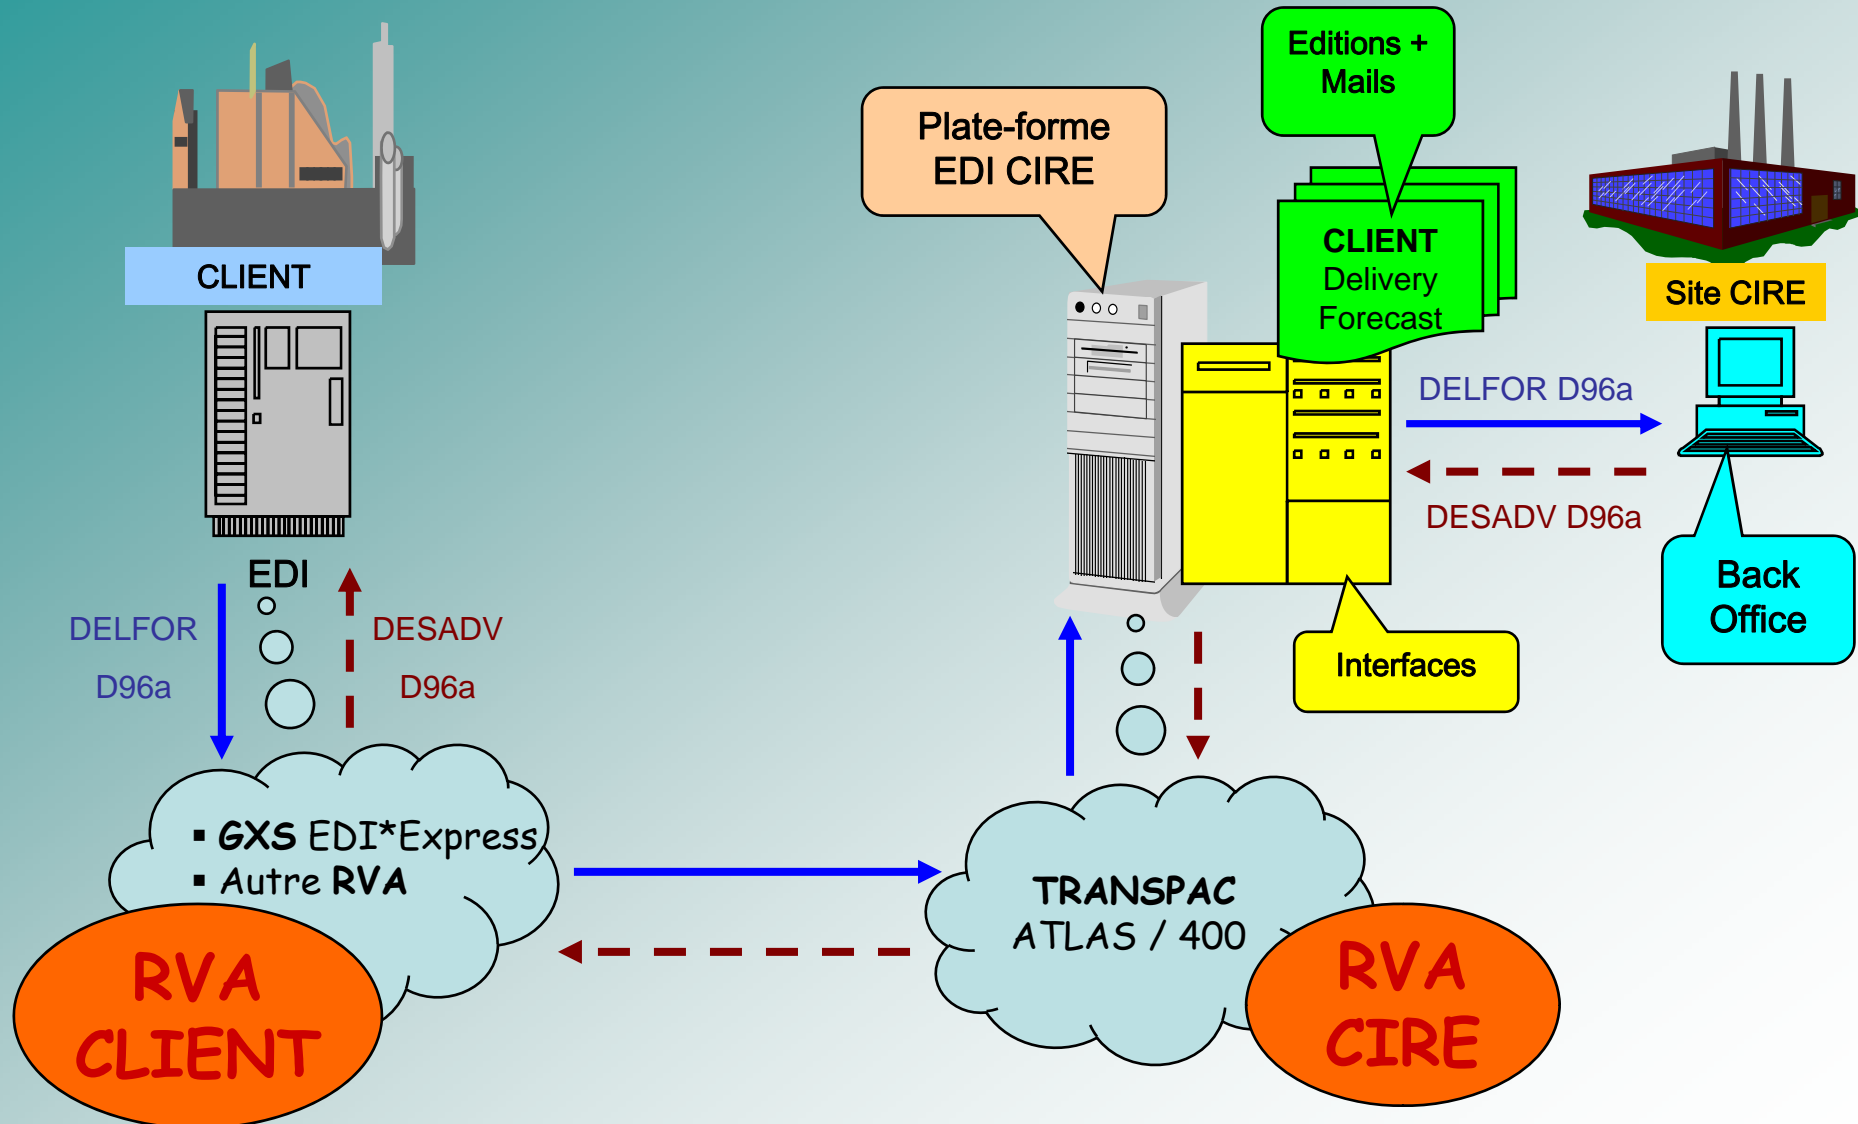 Editions +
Mails
Plate-forme
EDI CIRE
CLIENT
Delivery
Forecast
CLIENT
Site CIRE
DELFOR D96a
DESADV D96a
EDI
Back
Office
DELFOR
D96a
DESADV
D96a
Interfaces
▪ GXS EDI*Express
▪ Autre RVA
TRANSPAC
ATLAS / 400
RVA
CLIENT
RVA
CIRE